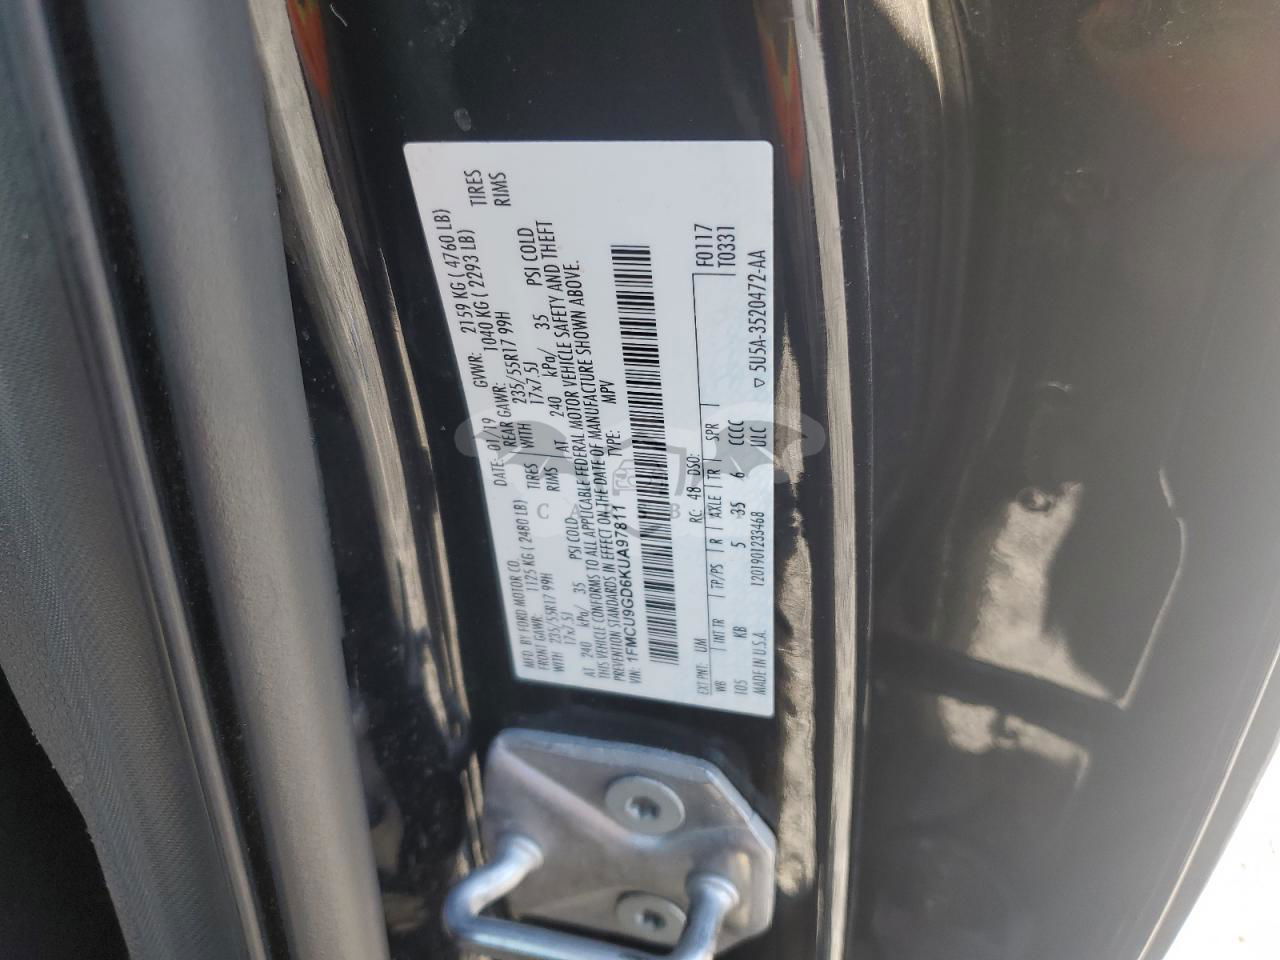 MFD. BY FORD MOTOR CO. DATE: 01/19 GVWR: 2159 KG ( 4760 LB)
FRONT GAWR: 1125 KG ( 2480 LB) REAR GAWR: 1040 KG ( 2293 LB)
WITH 235/55R17 99H TIRES WITH 235/55R17 99H TIRES
17x7.5J RIMS 17x7.5J RIMS
AT 240 kPa/ 35 PSI COLD AT 240 kPa/ 35 PSI COLD
THIS VEHICLE CONFORMS TO ALL APPLICABLE FEDERAL MOTOR VEHICLE SAFETY AND THEFT
PREVENTION STANDARDS IN EFFECT ON THE DATE OF MANUFACTURE SHOWN ABOVE.
VIN: 1FMCU9GD6KUA97811 TYPE: MPV
EXT PNT: UM RC: 48 DSO: F0117
WB INT TR TP/PS R AXLE TR SPR T0331
105 KB 5 35 6 CCCC
MADE IN U.S.A. 1201901233468 ULC ▽ 5U5A-3520472-AA